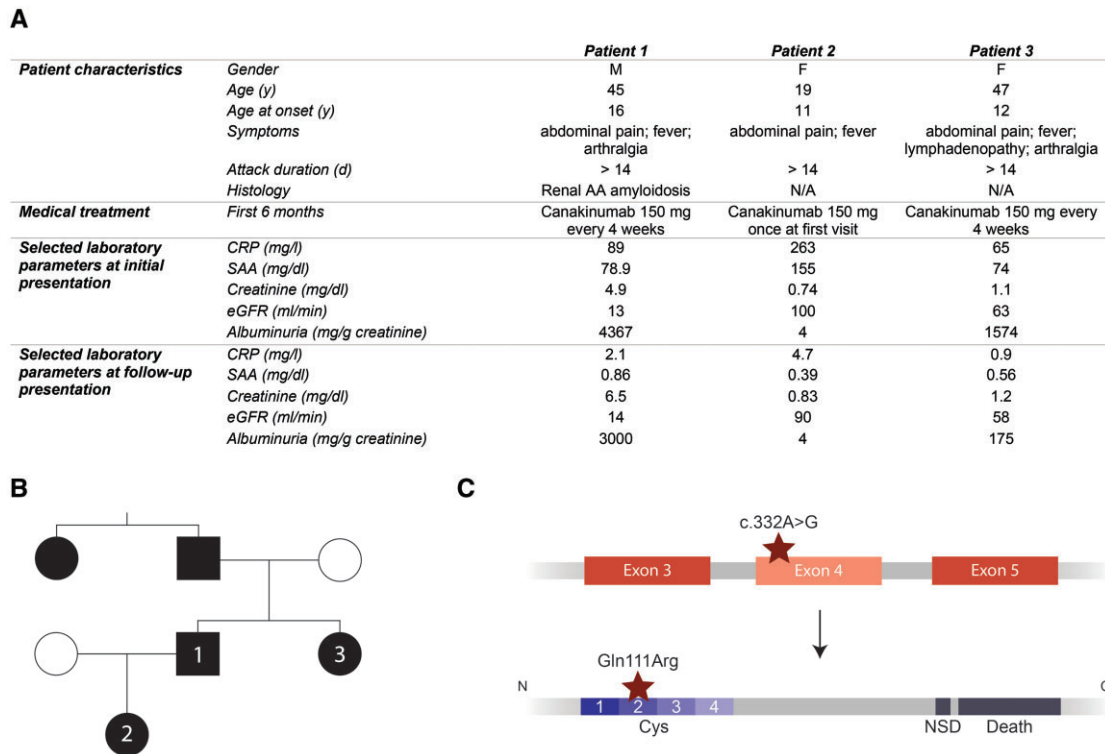 A
Patient 1 Patient 2 Patient 3
Patient characteristics Gender M F F
Age (y) 45 19 47
Age at onset (y) 16 11 12
Symptoms abdominal pain; fever; abdominal pain; fever abdominal pain; fever;
arthralgia lymphadenopathy; arthralgia
Attack duration (d) > 14 > 14 > 14
Histology Renal AA amyloidosis N/A N/A
Medical treatment First 6 months Canakinumab 150 mg Canakinumab 150 mg Canakinumab 150 mg every
every 4 weeks once at first visit 4 weeks
Selected laboratory CRP (mg/l) 89 263 65
parameters at initial SAA (mg/dl) 78.9 155 74
presentation Creatinine (mg/dl) 4.9 0.74 1.1
eGFR (ml/min) 13 100 63
Albuminuria (mg/g creatinine) 4367 4 1574
Selected laboratory CRP (mg/l) 2.1 4.7 0.9
parameters at follow-up SAA (mg/dl) 0.86 0.39 0.56
presentation Creatinine (mg/dl) 6.5 0.83 1.2
eGFR (ml/min) 14 90 58
Albuminuria (mg/g creatinine) 3000 4 175
B
1 3
2
C
c.332A>G
Exon 3 Exon 4 Exon 5
Gln111Arg
N
1 2 3 4
Cys NSD Death